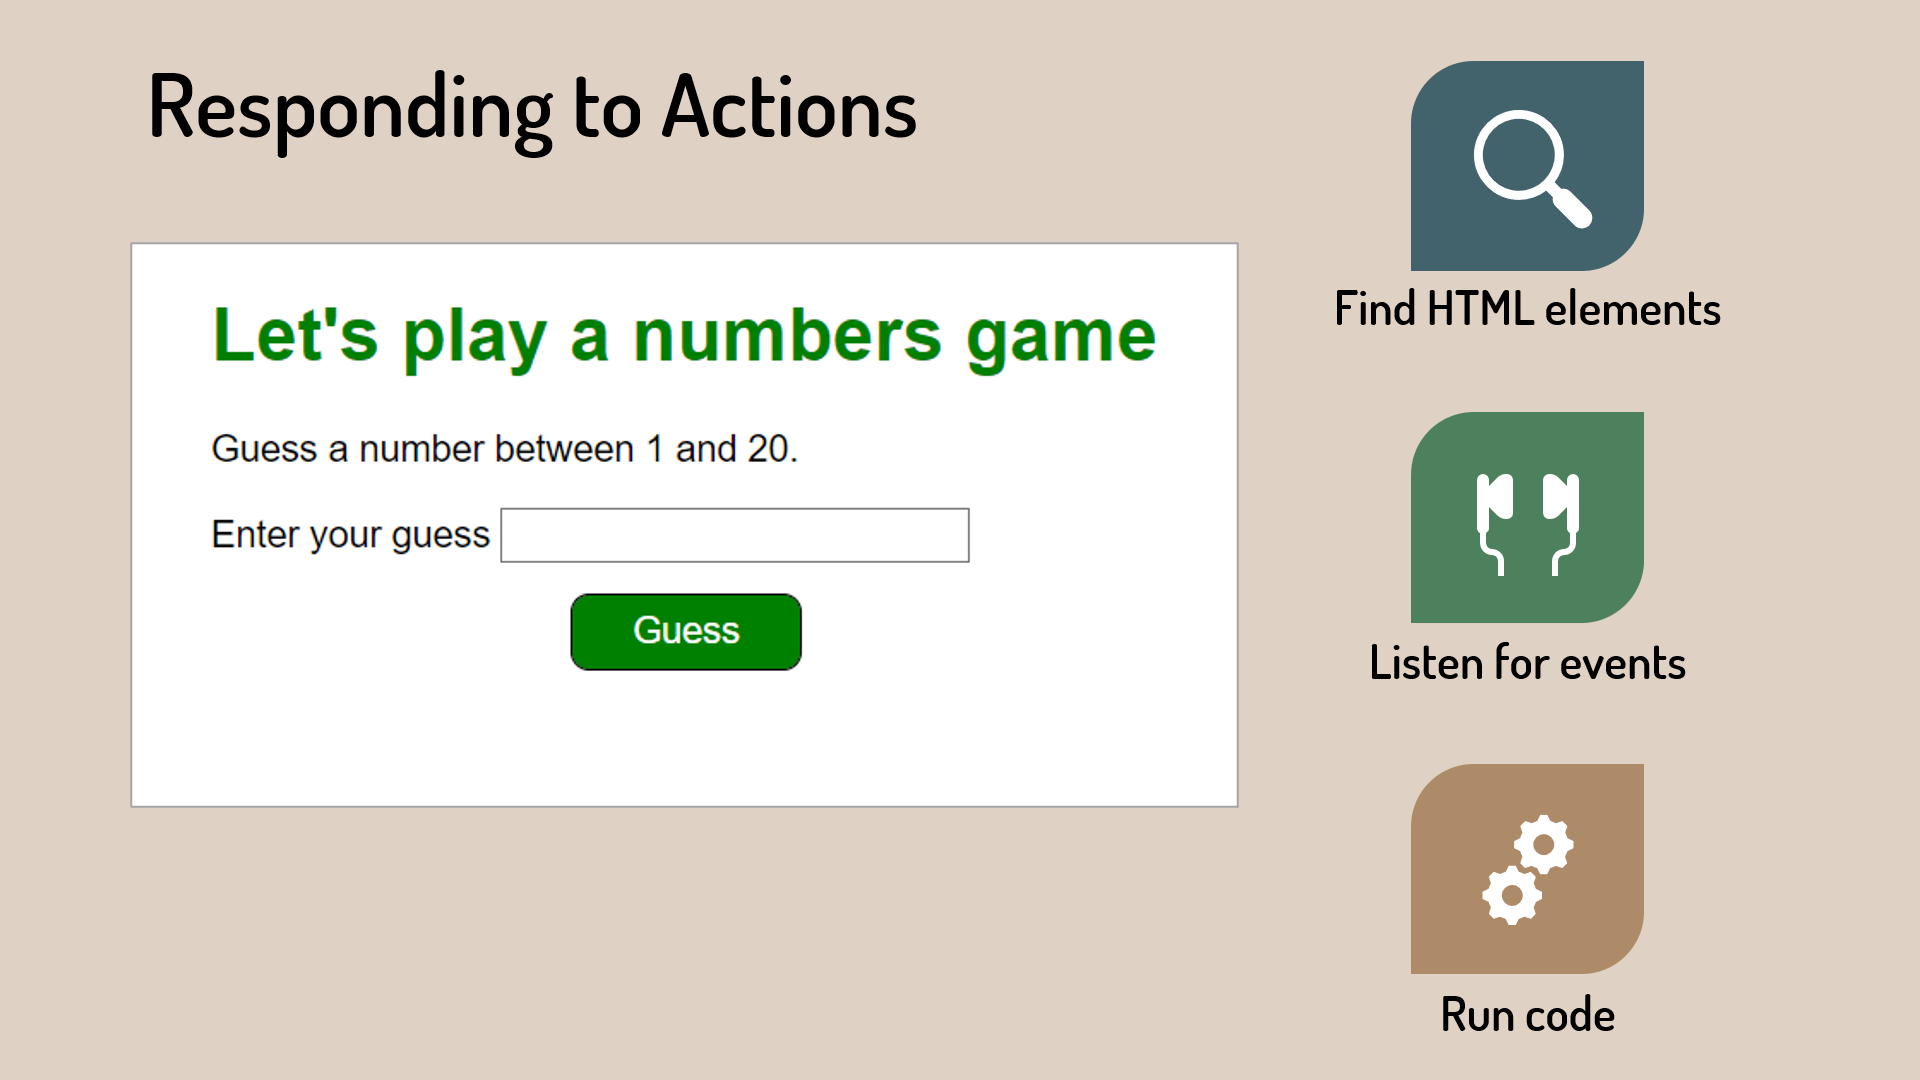 Responding to Actions
Let's play a numbers game
Guess a number between 1 and 20.
Enter your guess
Guess
Find HTML elements
Listen for events
Run code